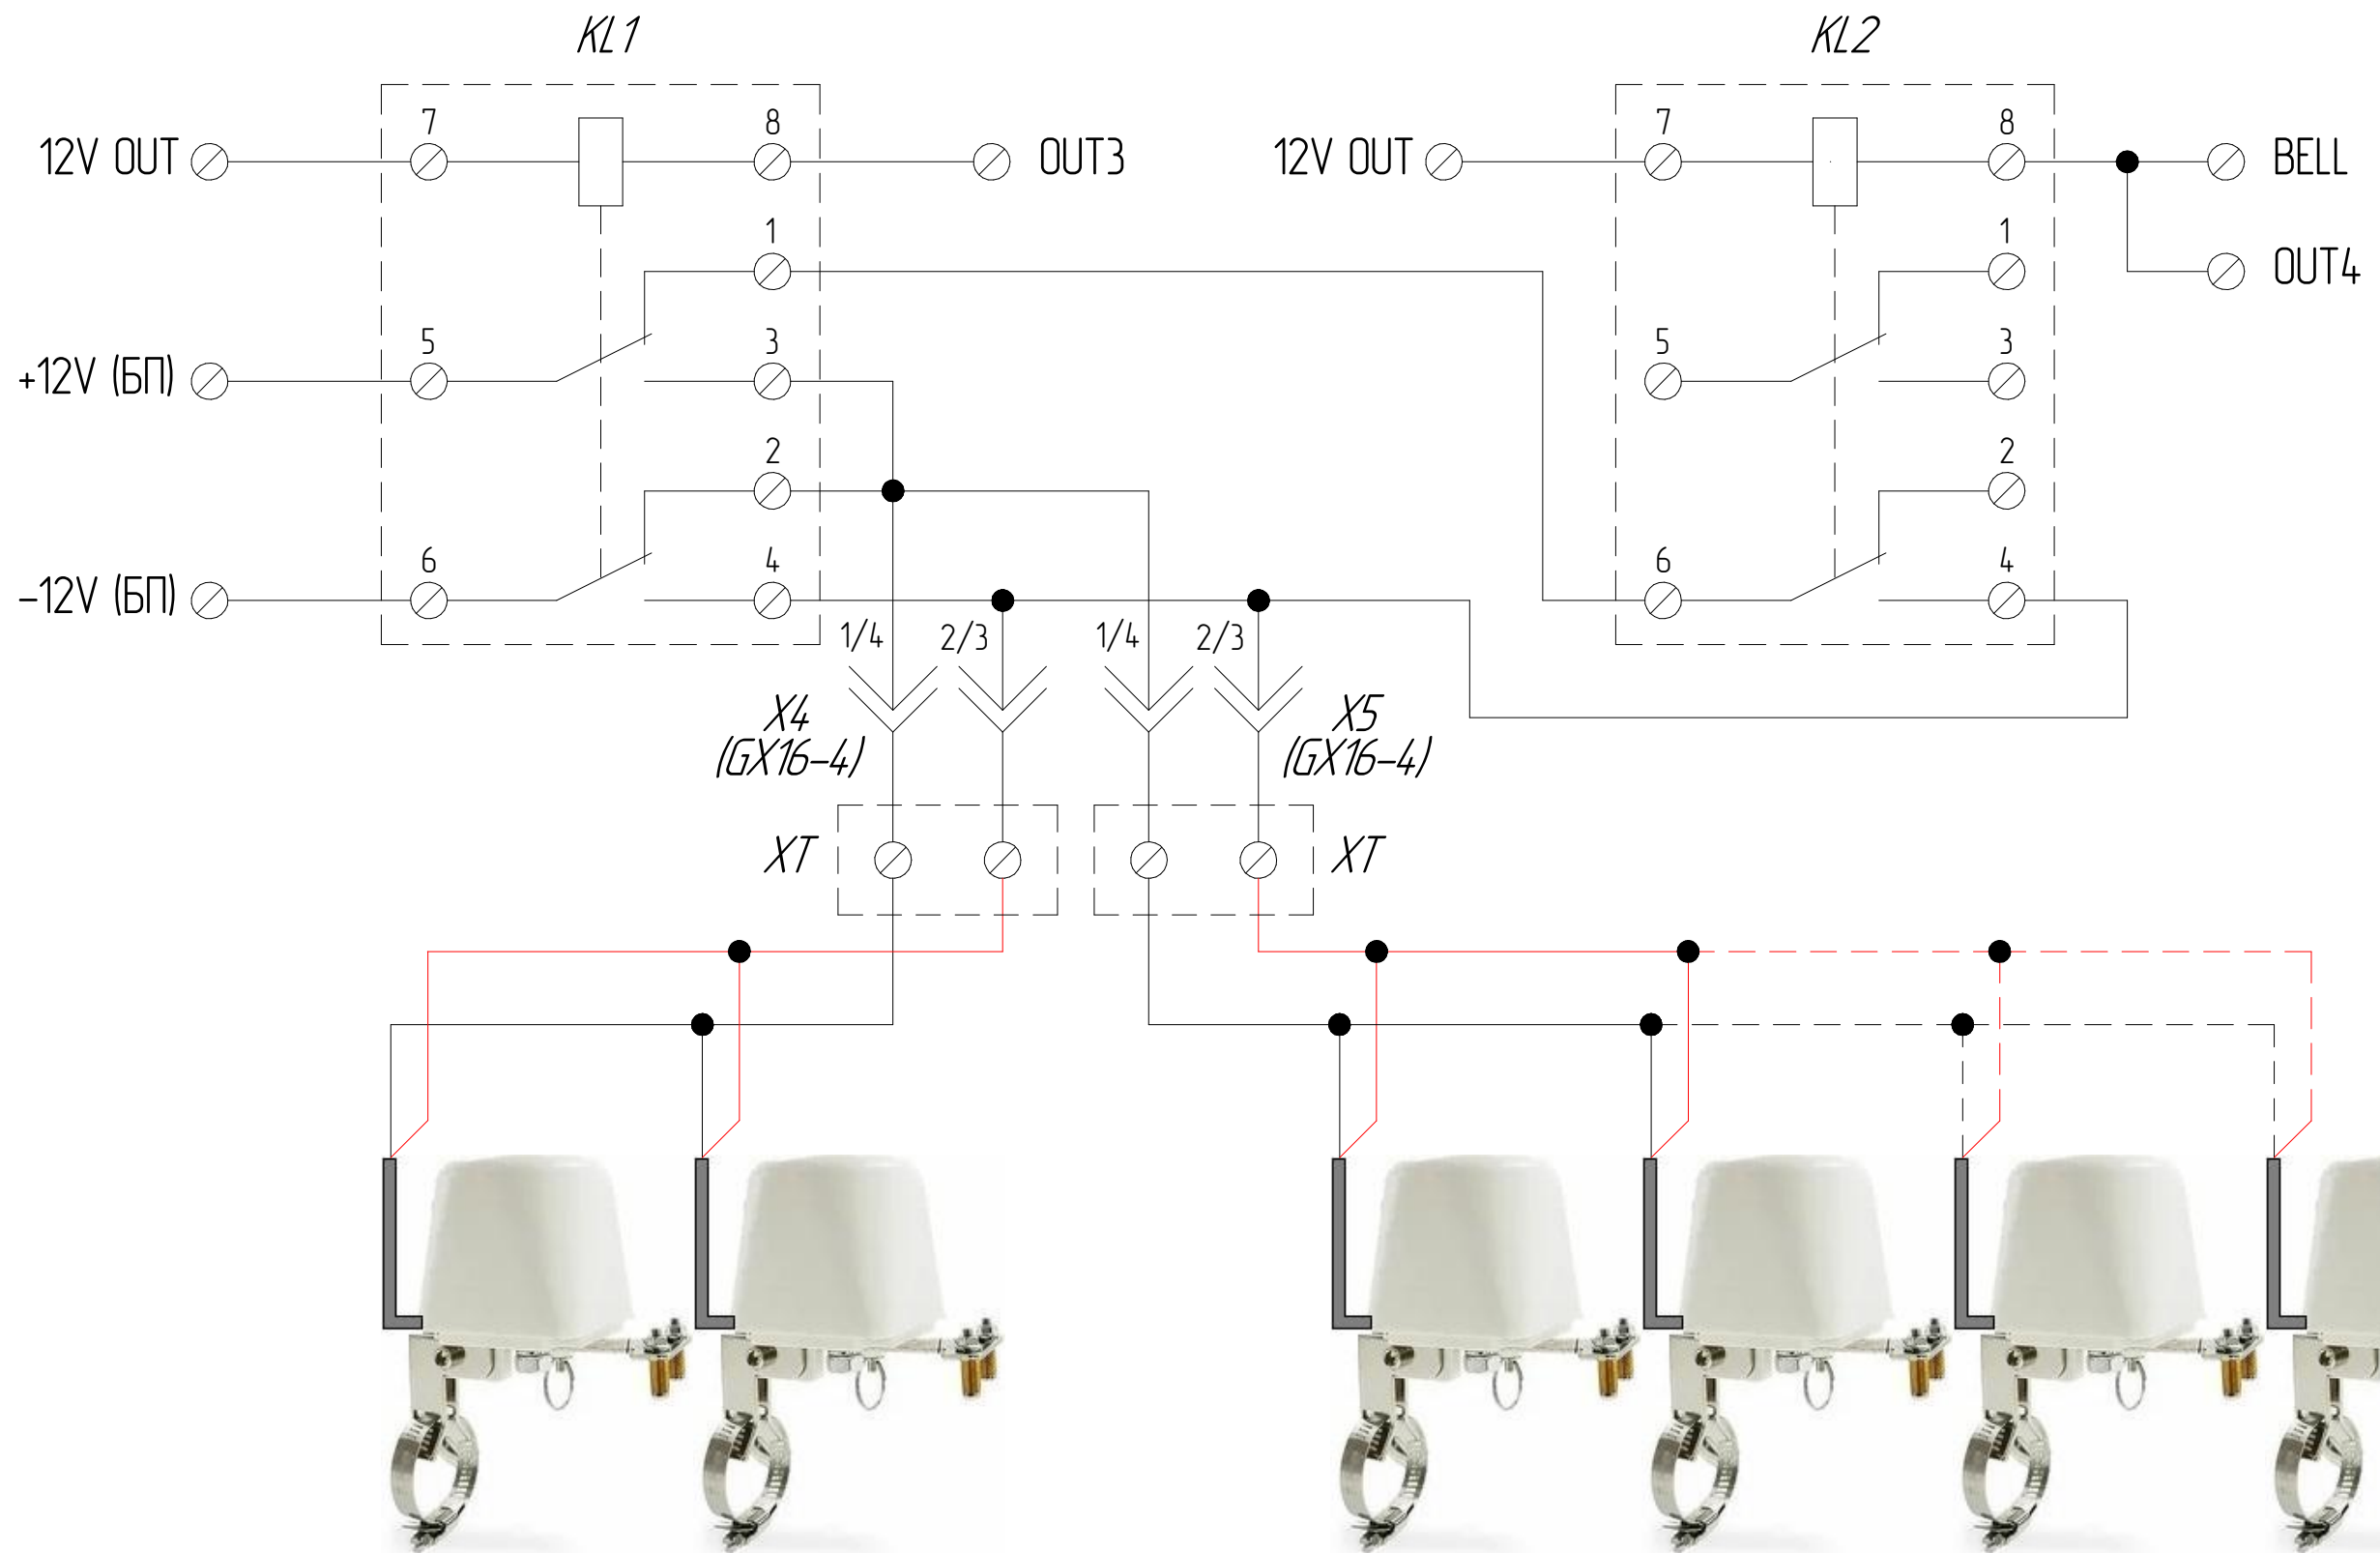 KL1
KL2
7
8
7
8
12V OUT
OUT3
12V OUT
BELL
1
1
OUT4
5
3
5
3
+12V (БП)
2
2
6
4
6
4
-12V (БП)
1/4
2/3
1/4
2/3
X4
(GX16-4)
X5
(GX16-4)
XT
XT